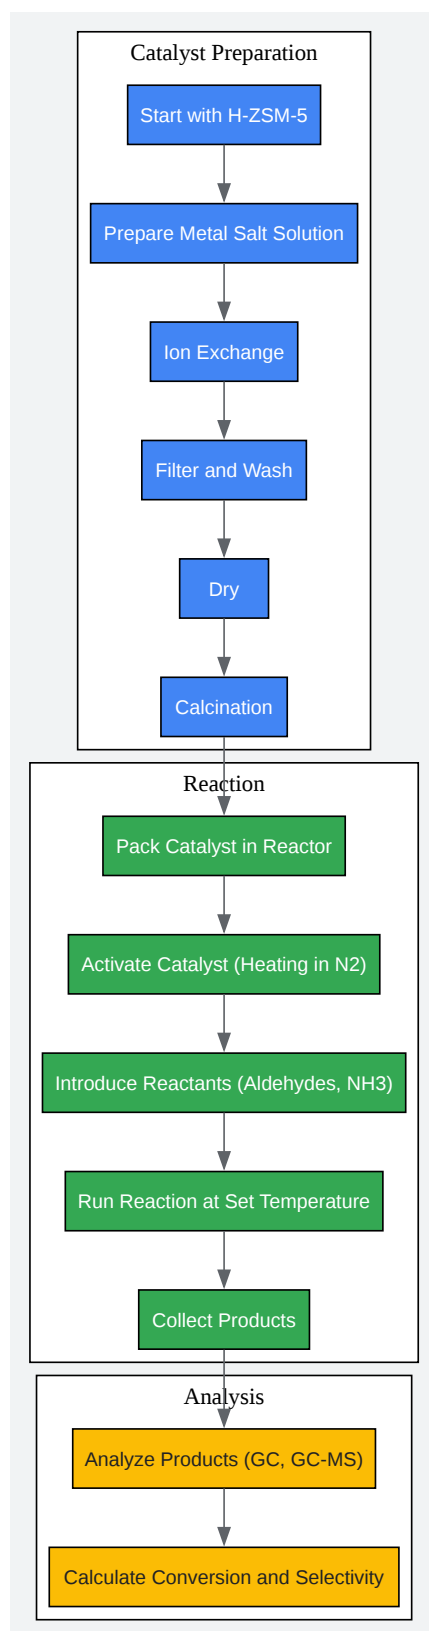 Catalyst Preparation
Start with H-ZSM-5
Prepare Metal Salt Solution
Ion Exchange
Filter and Wash
Dry
Calcination
Reaction
Pack Catalyst in Reactor
Activate Catalyst (Heating in N2)
Introduce Reactants (Aldehydes, NH3)
Run Reaction at Set Temperature
Collect Products
Analysis
Analyze Products (GC, GC-MS)
Calculate Conversion and Selectivity